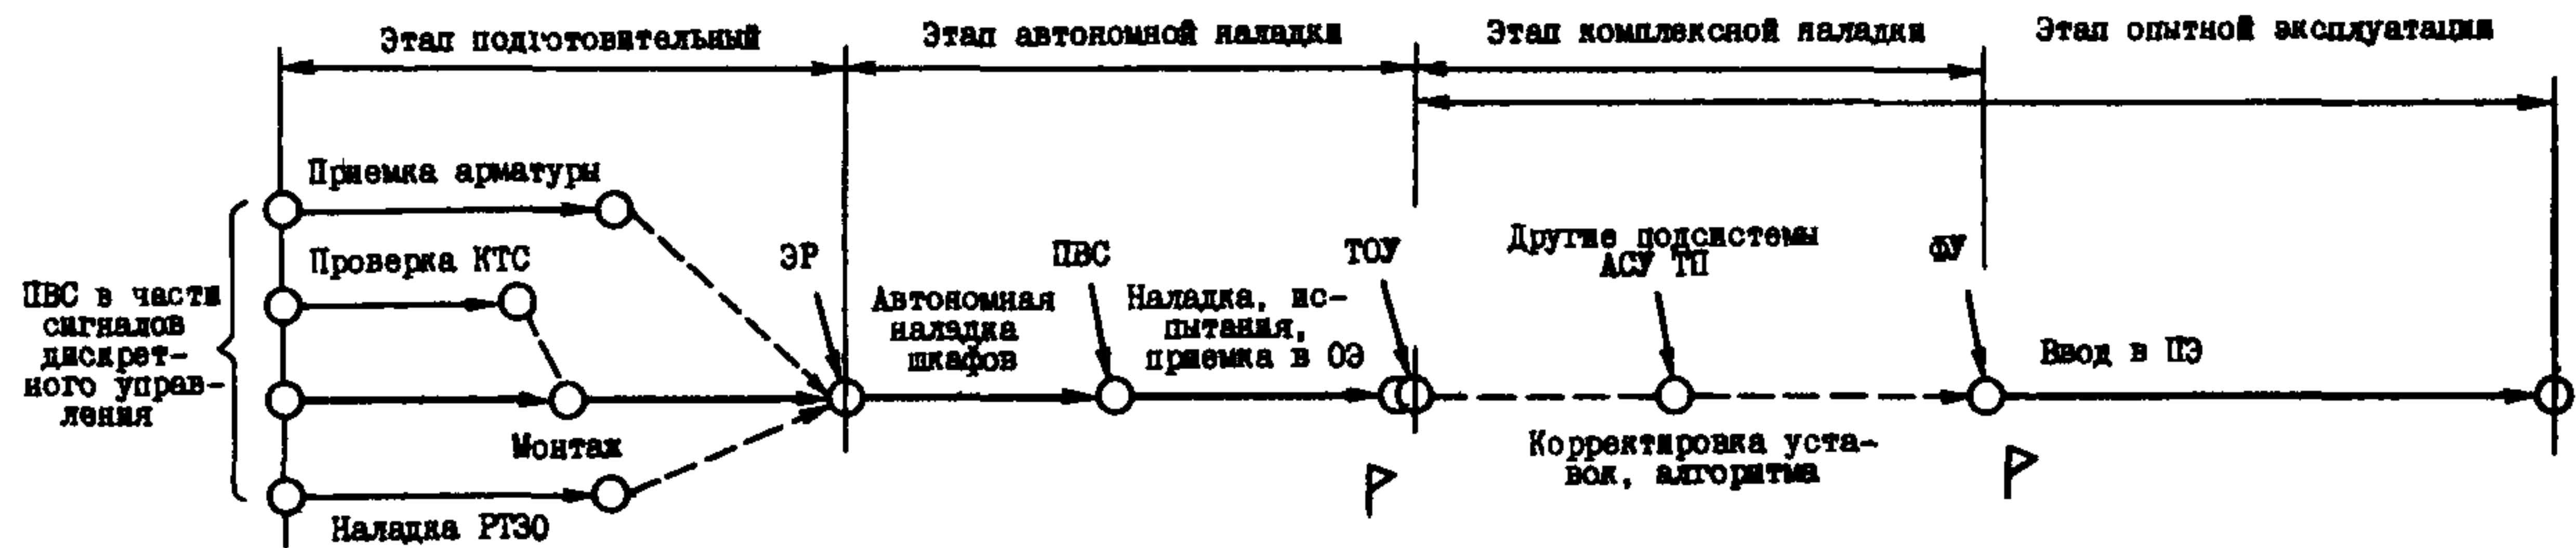 Этап подготовительный
Этап автономной наладки
Этап комплексной наладки
Этап опытной эксплуатации
Приемка арматуры
Проверка КТС
ПВС в части
сигналов
дискрет-
ного управ-
ления
Монтаж
Наладка РТЗО
ЭР
Автономная
наладка
шкафов
ПВС
Наладка, ис-
пытания,
приемка в ОЭ
ТОУ
Другие подсистемы
АСУ ТП
Корректировка уста-
вок, алгоритма
ФУ
Ввод в ПЭ